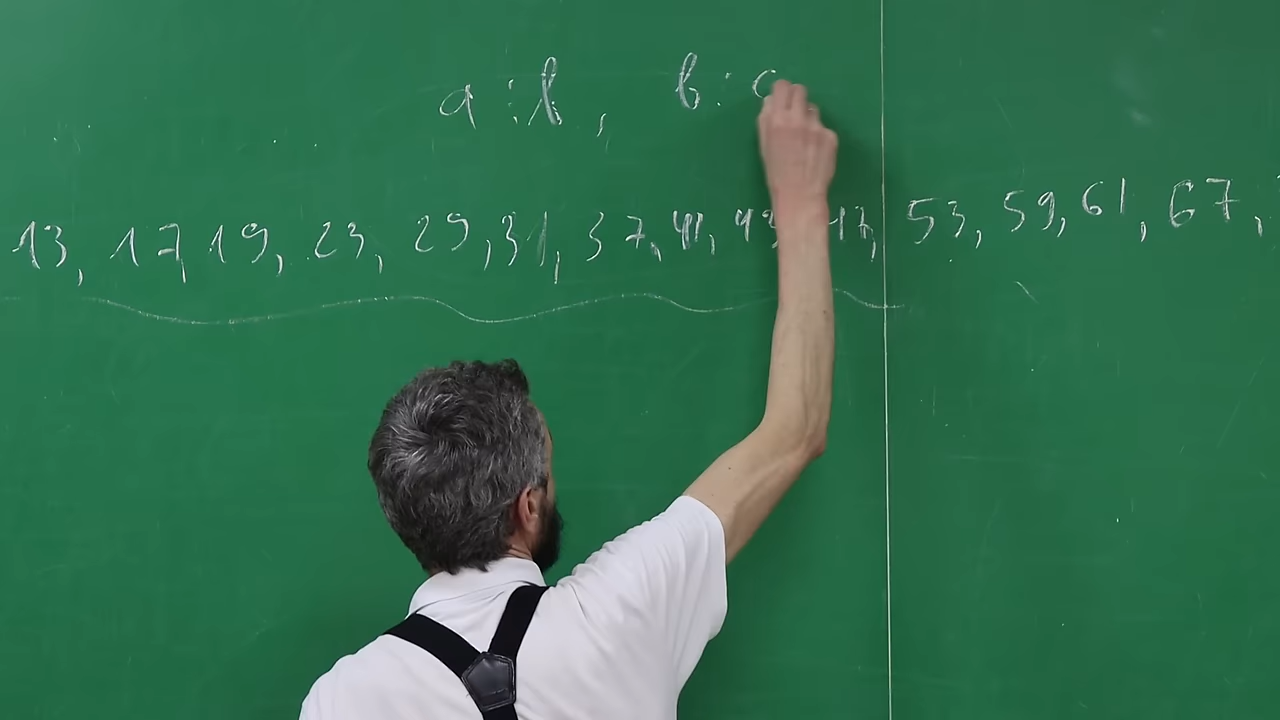 a ⋮ b, b ⋮ c
13, 17, 19, 23, 29, 31, 37, 41, 43, 47, 53, 59, 61, 67,